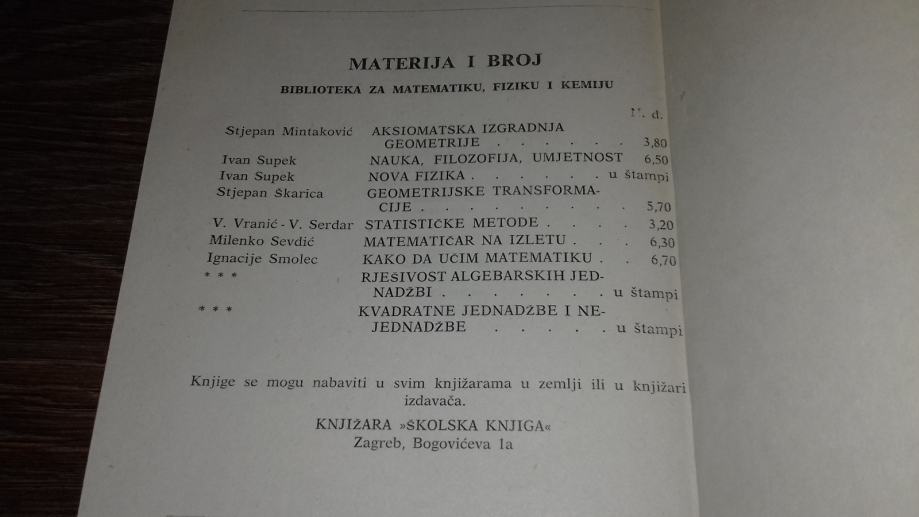 MATERIJA I BROJ
BIBLIOTEKA ZA MATEMATIKU, FIZIKU I KEMIJU
N. d.
Stjepan Mintaković AKSIOMATSKA IZGRADNJA
GEOMETRIJE . . . . . . 3,80
Ivan Supek NAUKA, FILOZOFIJA, UMJETNOST 6,50
Ivan Supek NOVA FIZIKA . . . . . . u štampi
Stjepan Škarica GEOMETRIJSKE TRANSFORMA-
CIJE . . . . . . . . . 5,70
V. Vranić - V. Serdar STATISTIČKE METODE . . . . 3,20
Milenko Sevdić MATEMATIČAR NA IZLETU . . . 6,30
Ignacije Smolec KAKO DA UČIM MATEMATIKU . . 6,70
* * * RJEŠIVOST ALGEBARSKIH JED-
NADŽBI . . . . . . . u štampi
* * * KVADRATNE JEDNADŽBE I NE-
JEDNADŽBE . . . . . u štampi
Knjige se mogu nabaviti u svim knjižarama u zemlji ili u knjižari
izdavača.
KNJIŽARA »ŠKOLSKA KNJIGA«
Zagreb, Bogovićeva 1a